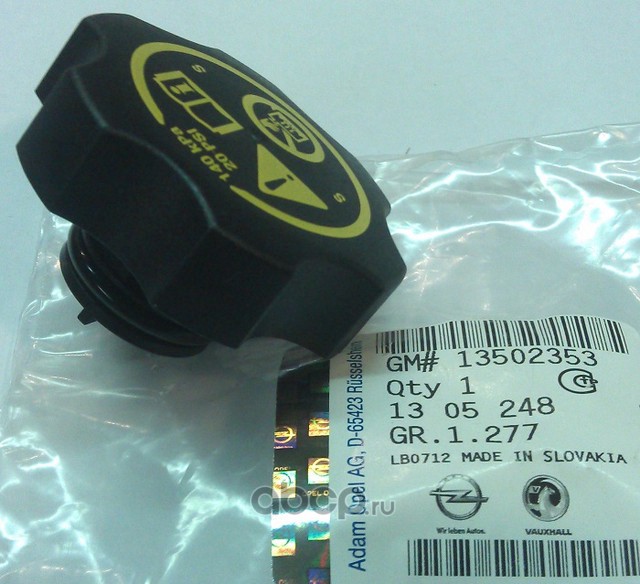 140 kPa
20 PSI
S
S
GM# 13502353
Qty 1
13 05 248
GR.1.277
LB0712 MADE IN SLOVAKIA
Wir leben Autos.
VAUXHALL
Adam Opel AG, D-65423 Rüsselsheim
abcp.ru